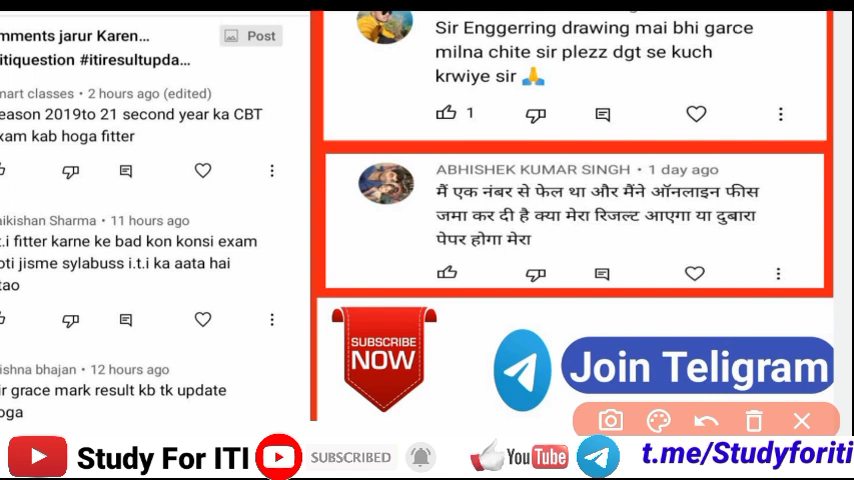 mments jarur Karen...
Post
itiquestion #itiresultupda...
mart classes • 2 hours ago (edited)
eason 2019to 21 second year ka CBT
xam kab hoga fitter
aikishan Sharma • 11 hours ago
t.i fitter karne ke bad kon konsi exam
oti jisme sylabuss i.t.i ka aata hai
tao
ishna bhajan • 12 hours ago
ir grace mark result kb tk update
oga
Sir Enggerring drawing mai bhi garce
milna chite sir plezz dgt se kuch
krwiye sir 🙏
1
ABHISHEK KUMAR SINGH • 1 day ago
मैं एक नंबर से फेल था और मैंने ऑनलाइन फीस
जमा कर दी है क्या मेरा रिजल्ट आएगा या दुबारा
पेपर होगा मेरा
SUBSCRIBE
NOW
Join Teligram
Study For ITI
SUBSCRIBED
YouTube
t.me/Studyforiti